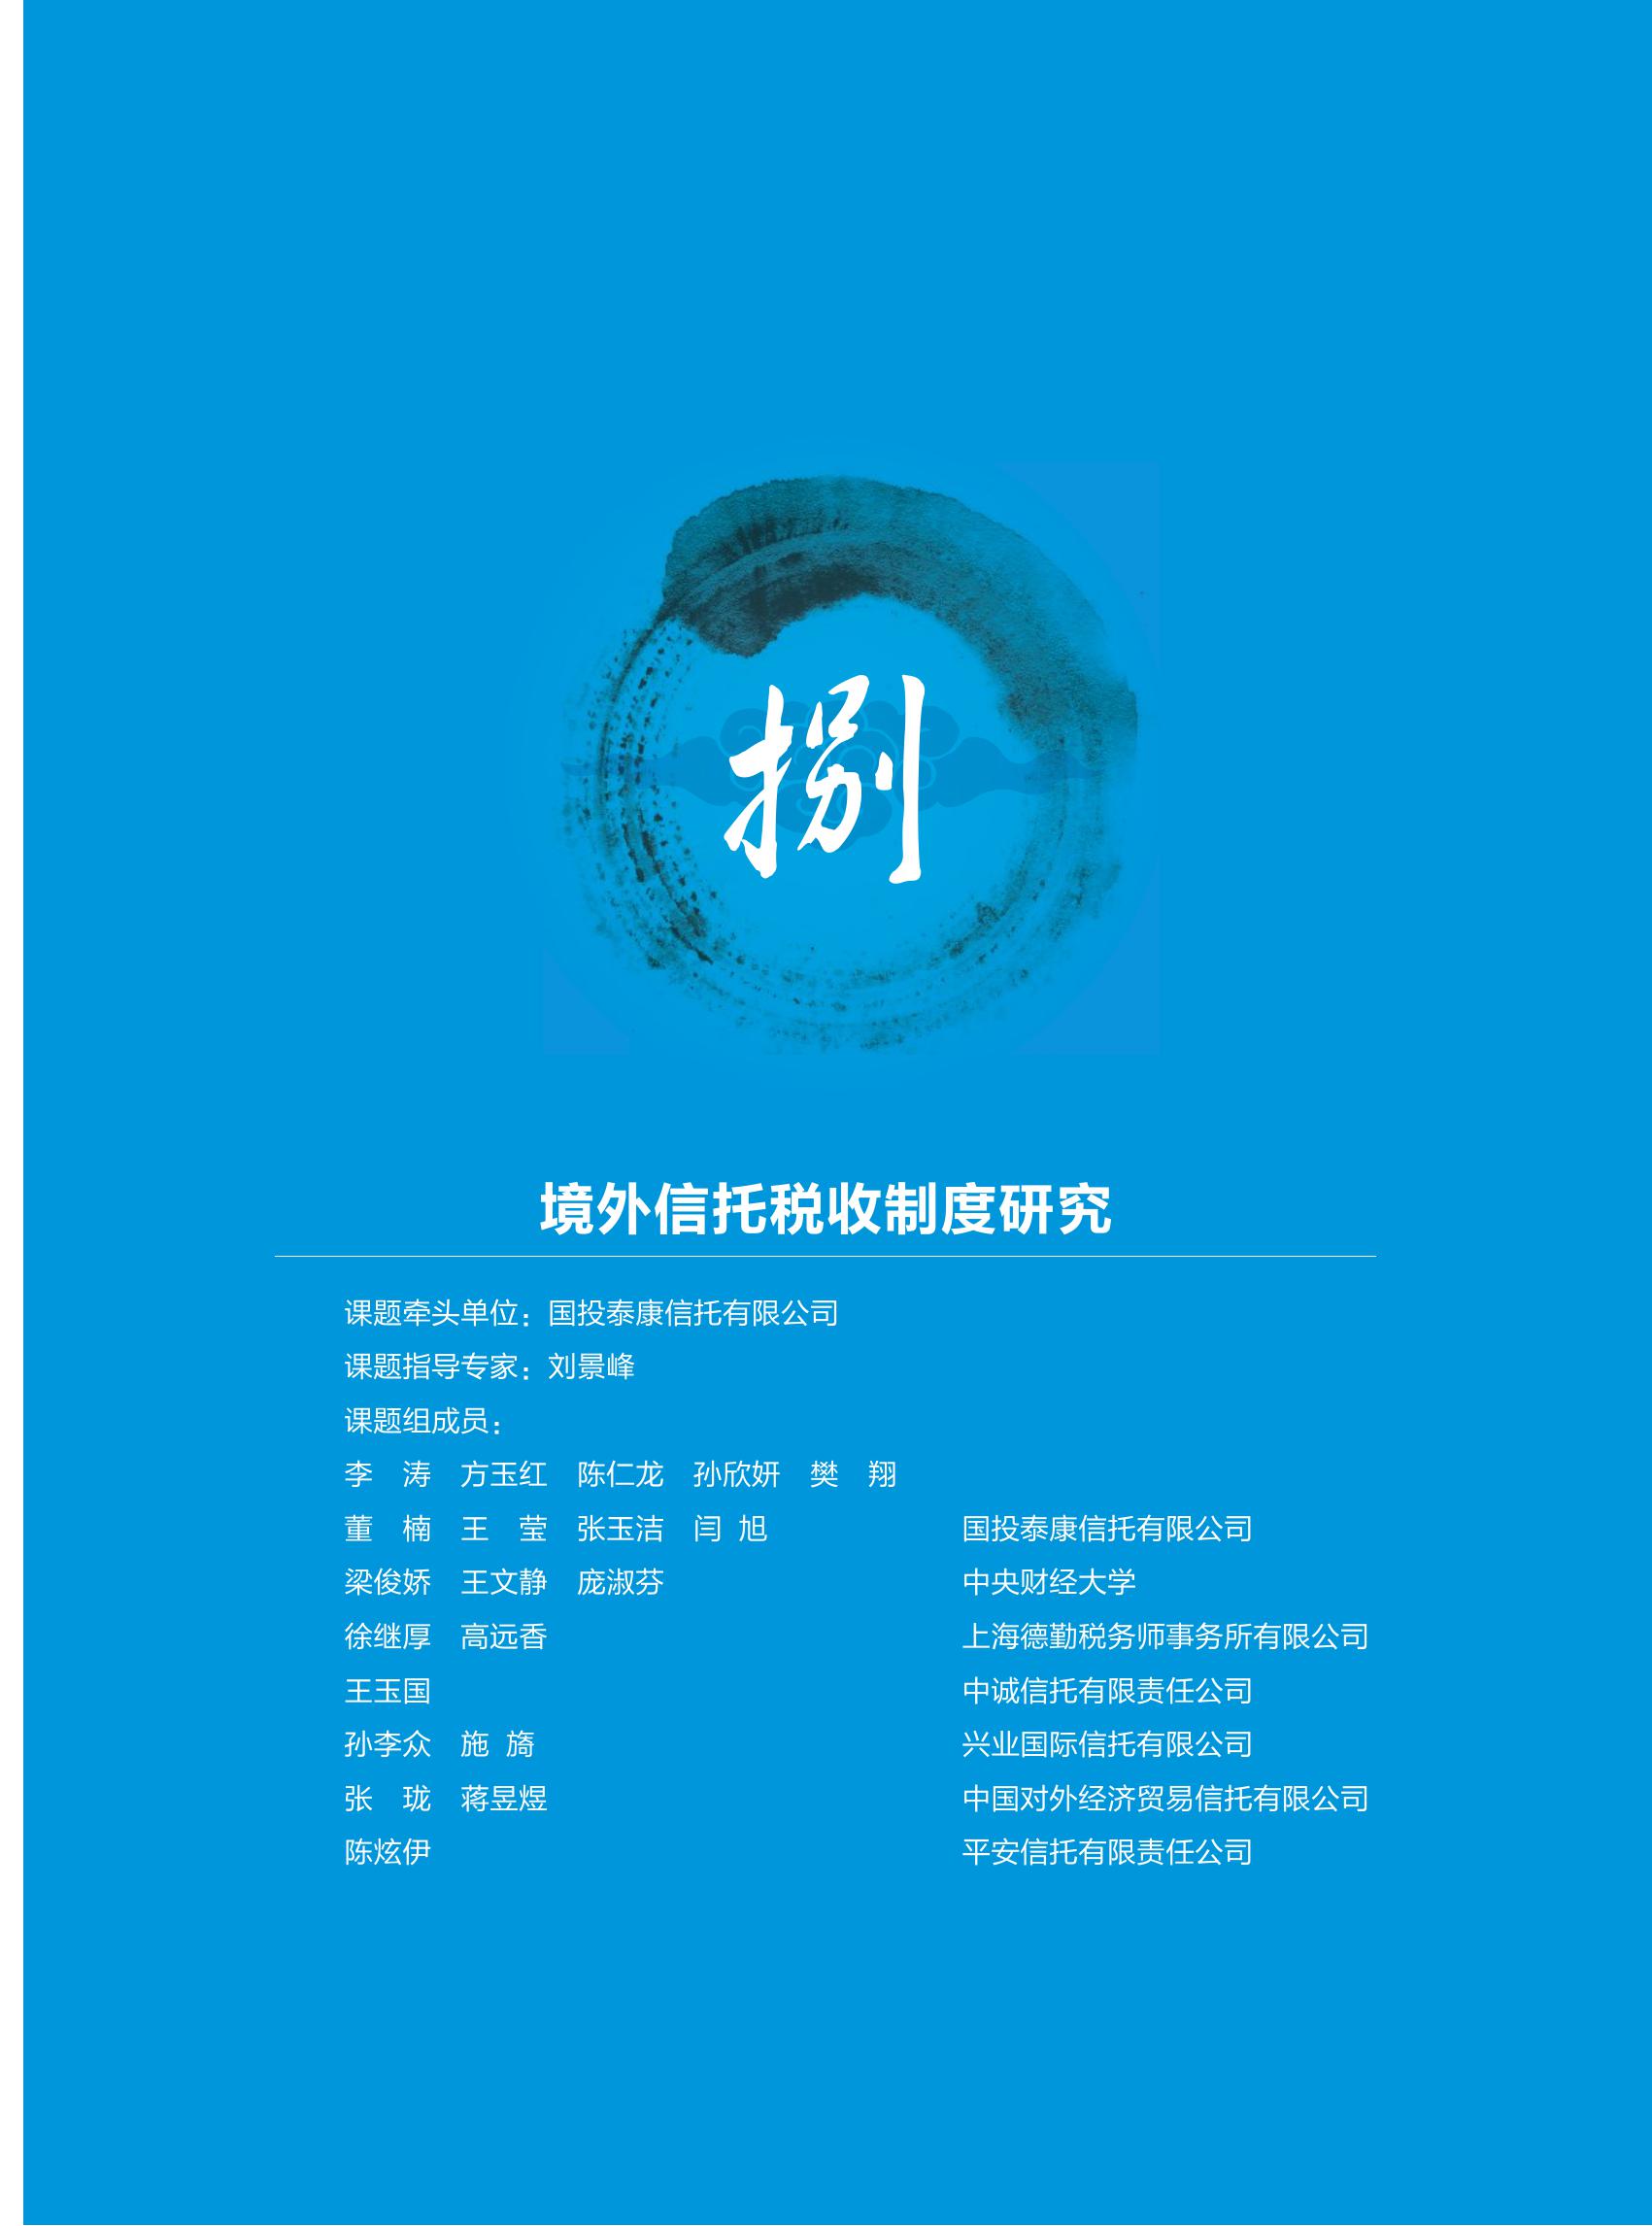 捌
境外信托税收制度研究
课题牵头单位：国投泰康信托有限公司
课题指导专家：刘景峰
课题组成员：
李　涛　方玉红　陈仁龙　孙欣妍　樊　翔
董　楠　王　莹　张玉洁　闫 旭　国投泰康信托有限公司
梁俊娇　王文静　庞淑芬　中央财经大学
徐继厚　高远香　上海德勤税务师事务所有限公司
王玉国　中诚信托有限责任公司
孙李众　施 旖　兴业国际信托有限公司
张　珑　蒋昱煜　中国对外经济贸易信托有限公司
陈炫伊　平安信托有限责任公司